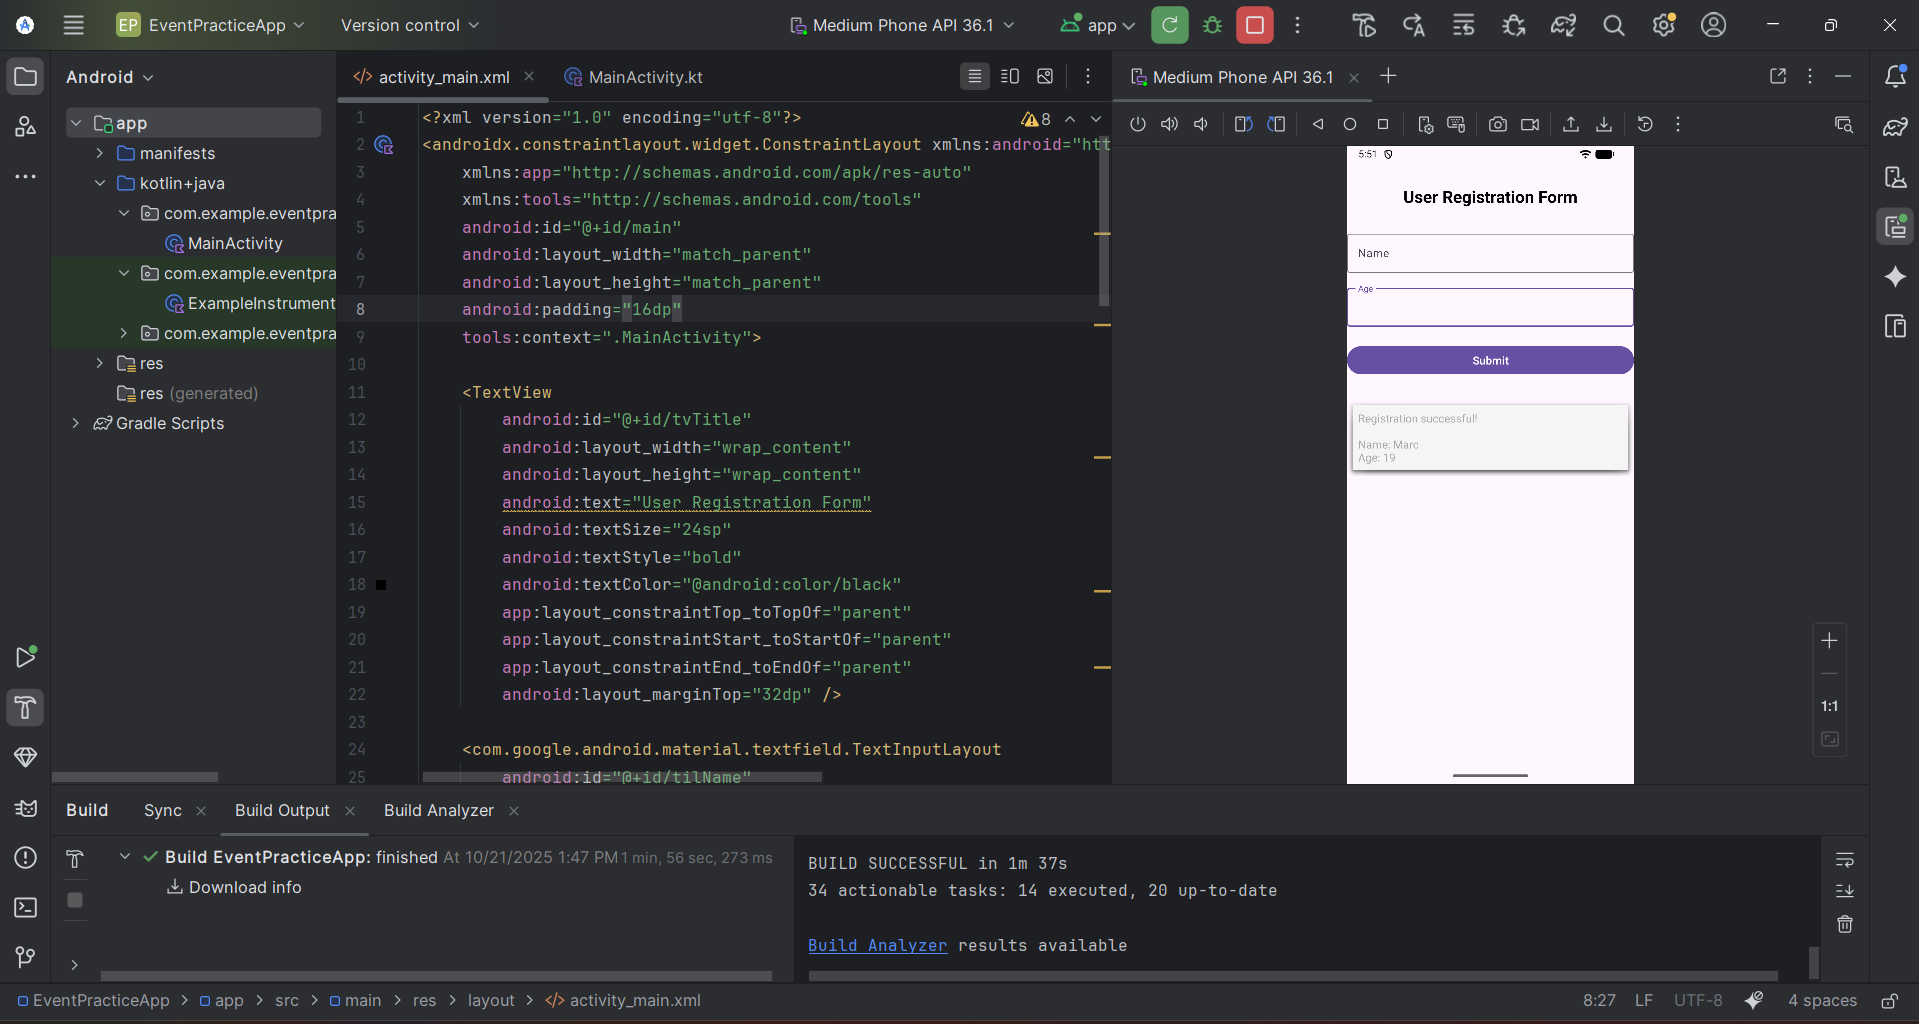 EP EventPracticeApp Version control Medium Phone API 36.1 app
Android activity_main.xml MainActivity.kt Medium Phone API 36.1
app
manifests
kotlin+java
com.example.eventpra
MainActivity
com.example.eventpra
ExampleInstrument
com.example.eventpra
res
res (generated)
Gradle Scripts
8
1 <?xml version="1.0" encoding="utf-8"?>
2 <androidx.constraintlayout.widget.ConstraintLayout xmlns:android="htt
3 xmlns:app="http://schemas.android.com/apk/res-auto"
4 xmlns:tools="http://schemas.android.com/tools"
5 android:id="@+id/main"
6 android:layout_width="match_parent"
7 android:layout_height="match_parent"
8 android:padding="16dp"
9 tools:context=".MainActivity">
10
11 <TextView
12 android:id="@+id/tvTitle"
13 android:layout_width="wrap_content"
14 android:layout_height="wrap_content"
15 android:text="User Registration Form"
16 android:textSize="24sp"
17 android:textStyle="bold"
18 android:textColor="@android:color/black"
19 app:layout_constraintTop_toTopOf="parent"
20 app:layout_constraintStart_toStartOf="parent"
21 app:layout_constraintEnd_toEndOf="parent"
22 android:layout_marginTop="32dp" />
23
24 <com.google.android.material.textfield.TextInputLayout
25 android:id="@+id/tilName"
5:51
User Registration Form
Name
Age
Submit
Registration successful!
Name: Marc
Age: 19
1:1
Build Sync Build Output Build Analyzer
Build EventPracticeApp: finished At 10/21/2025 1:47 PM 1 min, 56 sec, 273 ms
Download info
BUILD SUCCESSFUL in 1m 37s
34 actionable tasks: 14 executed, 20 up-to-date
Build Analyzer results available
EventPracticeApp > app > src > main > res > layout > </> activity_main.xml 8:27 LF UTF-8 4 spaces